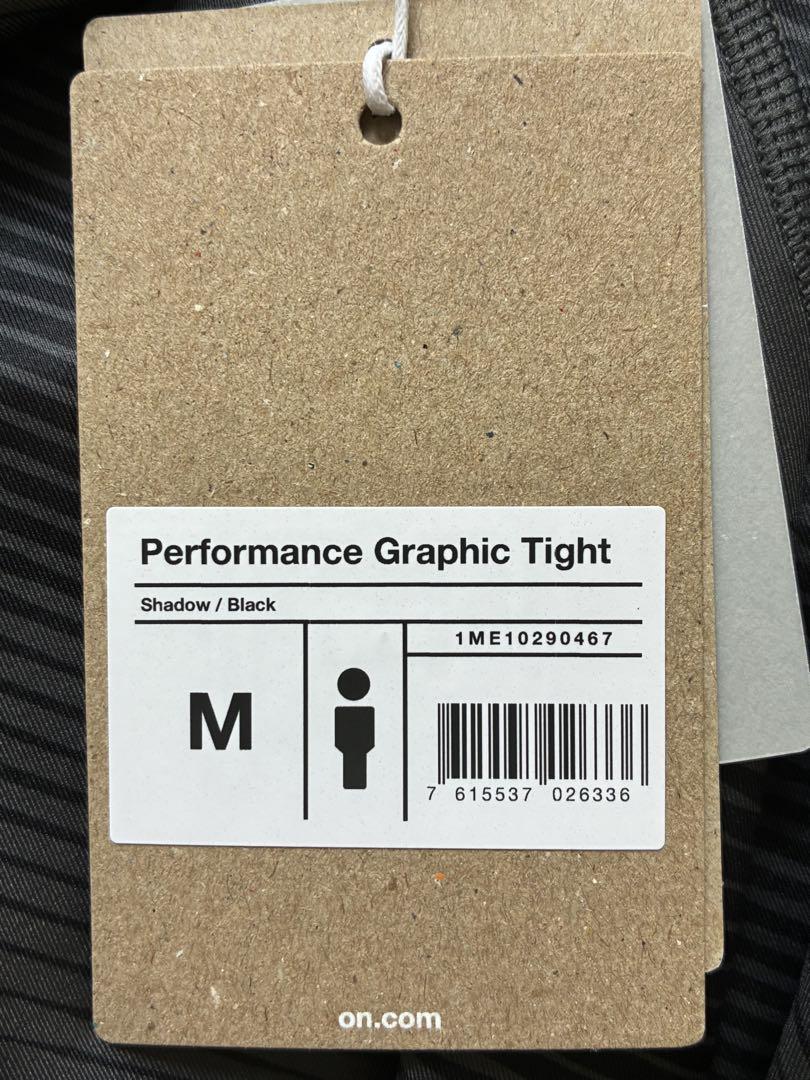 Performance Graphic Tight
Shadow / Black
1ME10290467
M
7 615537 026336
on.com